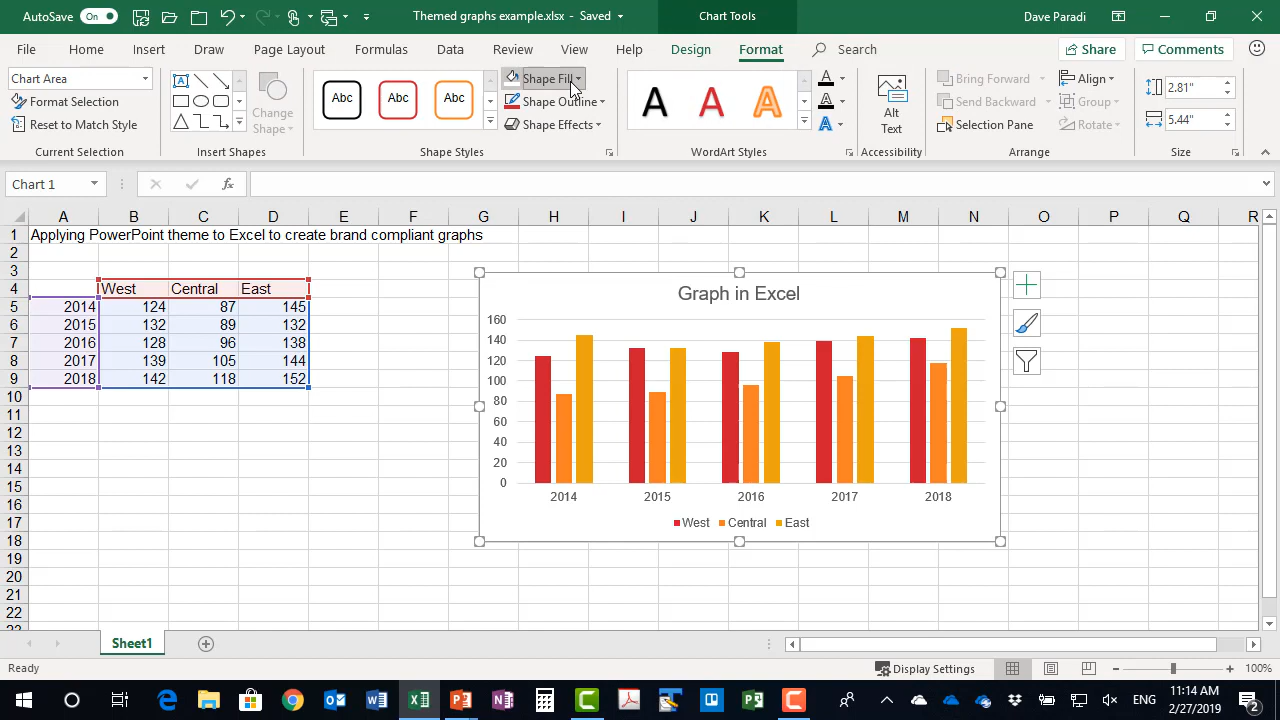 AutoSave On Themed graphs example.xlsx - Saved Chart Tools Dave Paradi
File Home Insert Draw Page Layout Formulas Data Review View Help Design Format Search Share Comments
Chart Area
Format Selection
Reset to Match Style
Current Selection
Change
Shape
Insert Shapes
Abc Abc Abc
Shape Fill
Shape Outline
Shape Effects
Shape Styles
A A A
WordArt Styles
Alt
Text
Accessibility
Bring Forward
Send Backward
Selection Pane
Align
Group
Rotate
Arrange
2.81"
5.44"
Size
Chart 1 fx
A B C D E F G H I J K L M N O P Q R
1 Applying PowerPoint theme to Excel to create brand compliant graphs
2
3
4 West Central East
5 2014 124 87 145
6 2015 132 89 132
7 2016 128 96 138
8 2017 139 105 144
9 2018 142 118 152
10
11
12
13
14
15
16
17
18
19
20
21
22
23
Graph in Excel
160
140
120
100
80
60
40
20
0
2014 2015 2016 2017 2018
West Central East
Sheet1
Ready Display Settings 100%
ENG 11:14 AM
2/27/2019 2